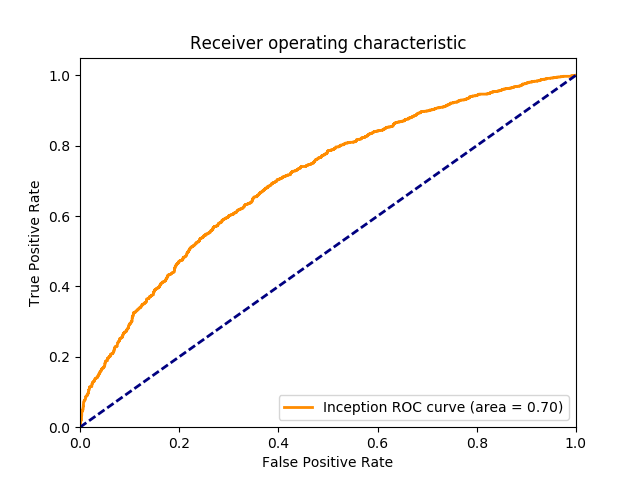 Receiver operating characteristic
True Positive Rate
1.0
0.8
0.6
0.4
0.2
0.0
Inception ROC curve (area = 0.70)
0.0 0.2 0.4 0.6 0.8 1.0
False Positive Rate